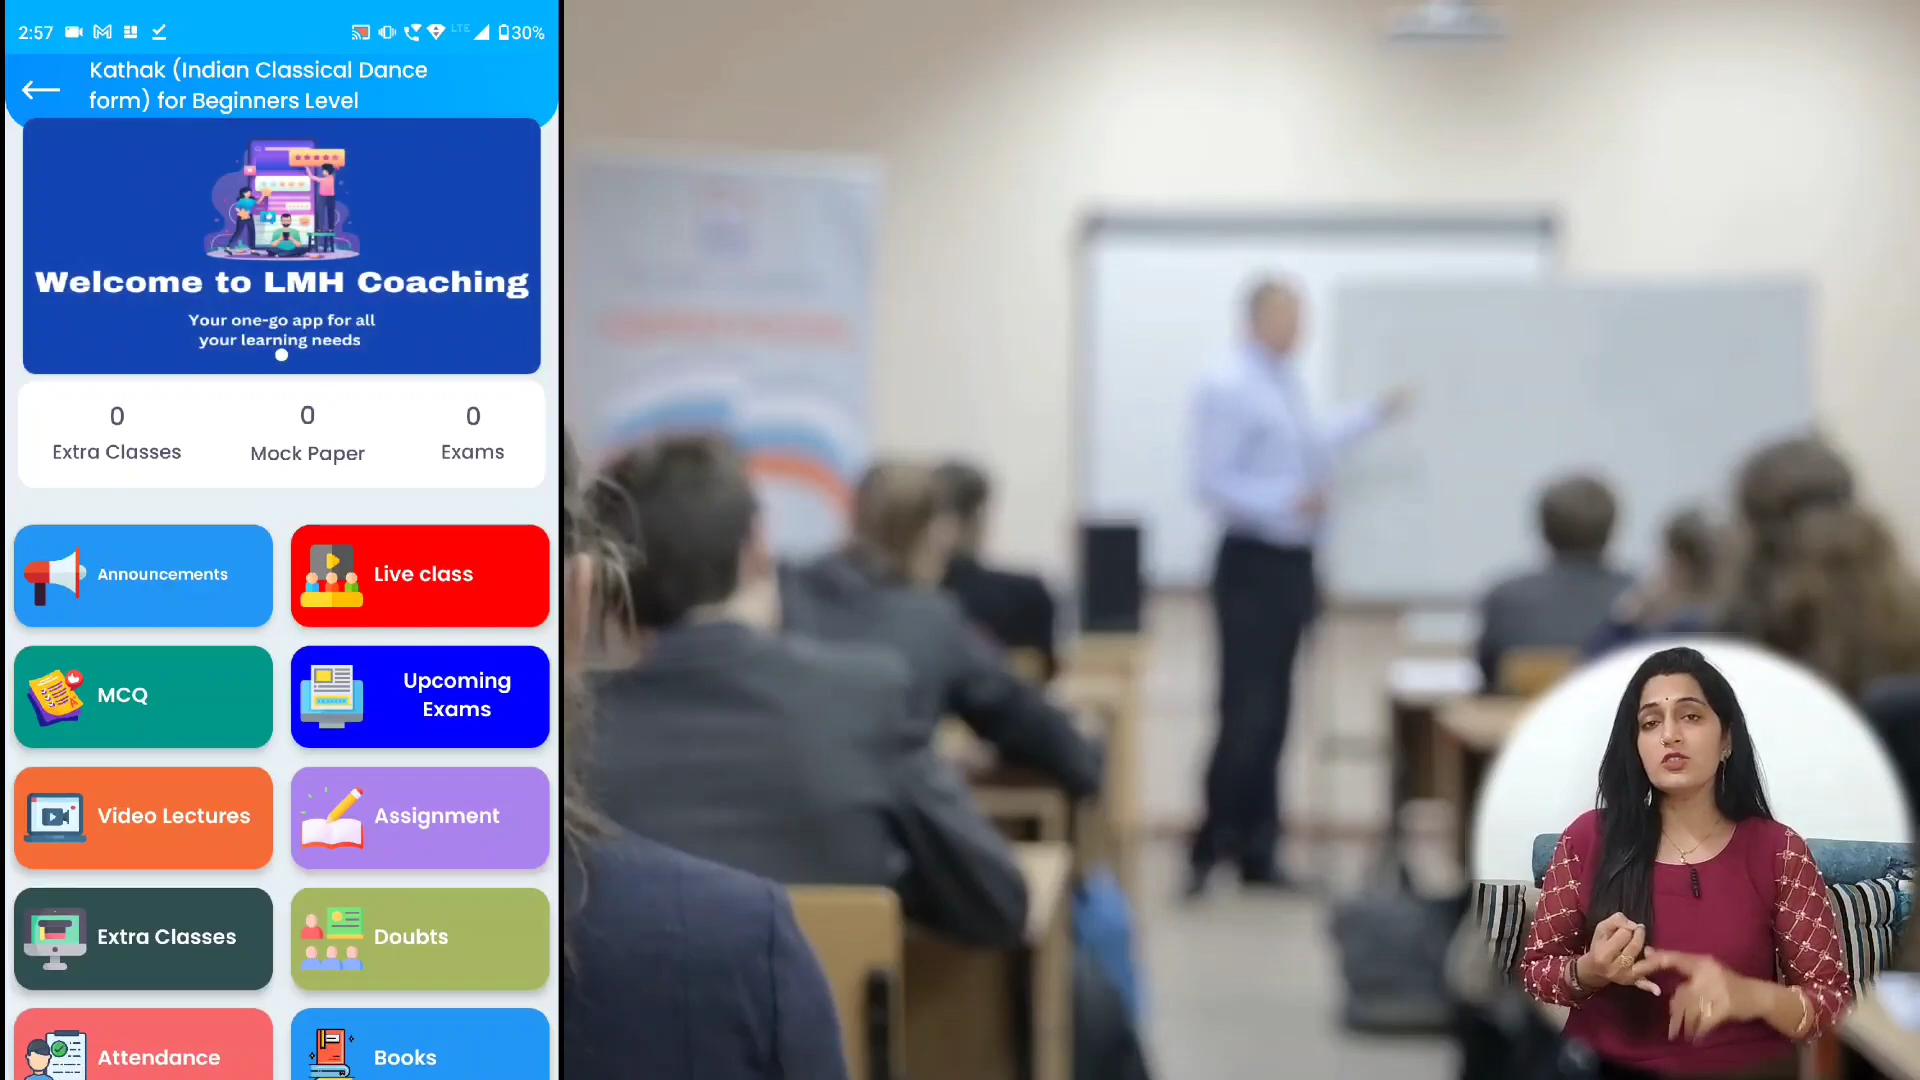 2:57
LTE
30%
Kathak (Indian Classical Dance
form) for Beginners Level
Welcome to LMH Coaching
Your one-go app for all
your learning needs
0
Extra Classes
0
Mock Paper
0
Exams
Announcements
Live class
MCQ
Upcoming
Exams
Video Lectures
Assignment
Extra Classes
Doubts
Attendance
Books